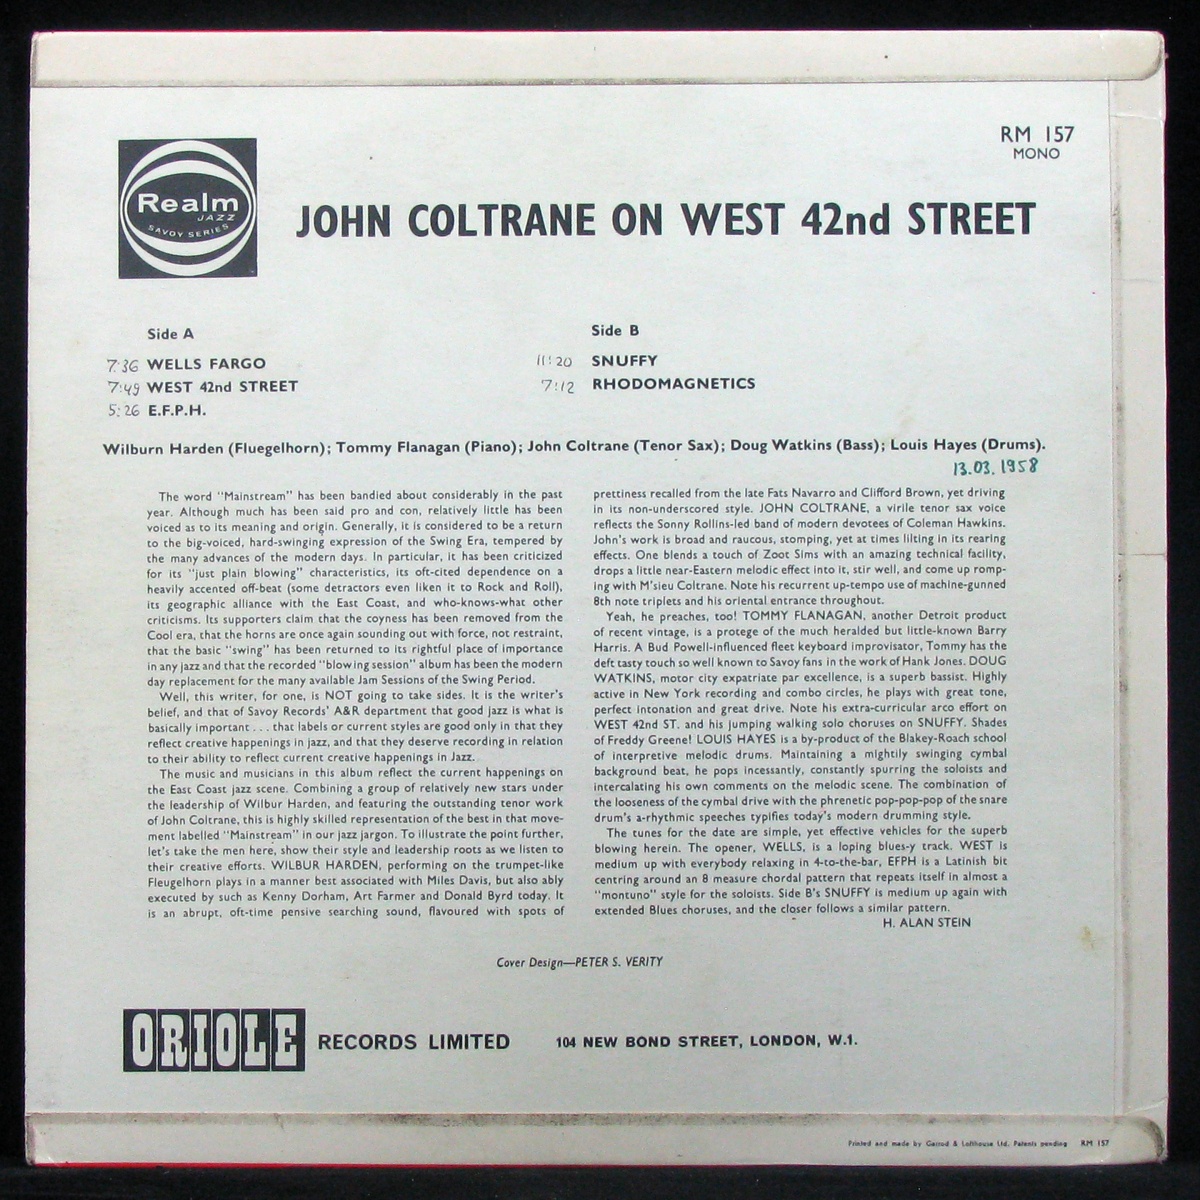 RM 157
MONO
Realm
JAZZ
SAVOY SERIES
JOHN COLTRANE ON WEST 42nd STREET
Side A
7:36 WELLS FARGO
7:49 WEST 42nd STREET
5:26 E.F.P.H.
Side B
11:20 SNUFFY
7:12 RHODOMAGNETICS
Wilburn Harden (Fluegelhorn); Tommy Flanagan (Piano); John Coltrane (Tenor Sax); Doug Watkins (Bass); Louis Hayes (Drums).
13.03.1958
The word "Mainstream" has been bandied about considerably in the past
year. Although much has been said pro and con, relatively little has been
voiced as to its meaning and origin. Generally, it is considered to be a return
to the big-voiced, hard-swinging expression of the Swing Era, tempered by
the many advances of the modern days. In particular, it has been criticized
for its "just plain blowing" characteristics, its oft-cited dependence on a
heavily accented off-beat (some detractors even liken it to Rock and Roll),
its geographic alliance with the East Coast, and who-knows-what other
criticisms. Its supporters claim that the coyness has been removed from the
Cool era, that the horns are once again sounding out with force, not restraint,
that the basic "swing" has been returned to its rightful place of importance
in any jazz and that the recorded "blowing session" album has been the modern
day replacement for the many available Jam Sessions of the Swing Period.
Well, this writer, for one, is NOT going to take sides. It is the writer's
belief, and that of Savoy Records' A&R department that good jazz is what is
basically important . . . that labels or current styles are good only in that they
reflect creative happenings in jazz, and that they deserve recording in relation
to their ability to reflect current creative happenings in Jazz.
The music and musicians in this album reflect the current happenings on
the East Coast jazz scene. Combining a group of relatively new stars under
the leadership of Wilbur Harden, and featuring the outstanding tenor work
of John Coltrane, this is highly skilled representation of the best in that move-
ment labelled "Mainstream" in our jazz jargon. To illustrate the point further,
let's take the men here, show their style and leadership roots as we listen to
their creative efforts. WILBUR HARDEN, performing on the trumpet-like
Fleugelhorn plays in a manner best associated with Miles Davis, but also ably
executed by such as Kenny Dorham, Art Farmer and Donald Byrd today. It
is an abrupt, oft-time pensive searching sound, flavoured with spots of
prettiness recalled from the late Fats Navarro and Clifford Brown, yet driving
in its non-underscored style. JOHN COLTRANE, a virile tenor sax voice
reflects the Sonny Rollins-led band of modern devotees of Coleman Hawkins.
John's work is broad and raucous, stomping, yet at times lilting in its rearing
effects. One blends a touch of Zoot Sims with an amazing technical facility,
drops a little near-Eastern melodic effect into it, stir well, and come up romp-
ing with M'sieu Coltrane. Note his recurrent up-tempo use of machine-gunned
8th note triplets and his oriental entrance throughout.
Yeah, he preaches, too! TOMMY FLANAGAN, another Detroit product
of recent vintage, is a protege of the much heralded but little-known Barry
Harris. A Bud Powell-influenced fleet keyboard improvisator, Tommy has the
deft tasty touch so well known to Savoy fans in the work of Hank Jones. DOUG
WATKINS, motor city expatriate par excellence, is a superb bassist. Highly
active in New York recording and combo circles, he plays with great tone,
perfect intonation and great drive. Note his extra-curricular arco effort on
WEST 42nd ST. and his jumping walking solo choruses on SNUFFY. Shades
of Freddy Greene! LOUIS HAYES is a by-product of the Blakey-Roach school
of interpretive melodic drums. Maintaining a mightily swinging cymbal
background beat, he pops incessantly, constantly spurring the soloists and
intercalating his own comments on the melodic scene. The combination of
the looseness of the cymbal drive with the phrenetic pop-pop-pop of the snare
drum's a-rhythmic speeches typifies today's modern drumming style.
The tunes for the date are simple, yet effective vehicles for the superb
blowing herein. The opener, WELLS, is a loping blues-y track. WEST is
medium up with everybody relaxing in 4-to-the-bar, EFPH is a Latinish bit
centring around an 8 measure chordal pattern that repeats itself in almost a
"montuno" style for the soloists. Side B's SNUFFY is medium up again with
extended Blues choruses, and the closer follows a similar pattern.
H. ALAN STEIN
Cover Design—PETER S. VERITY
ORIOLE RECORDS LIMITED 104 NEW BOND STREET, LONDON, W.1.
Printed and made by Garrod & Lofthouse Ltd. Patents pending RM 157